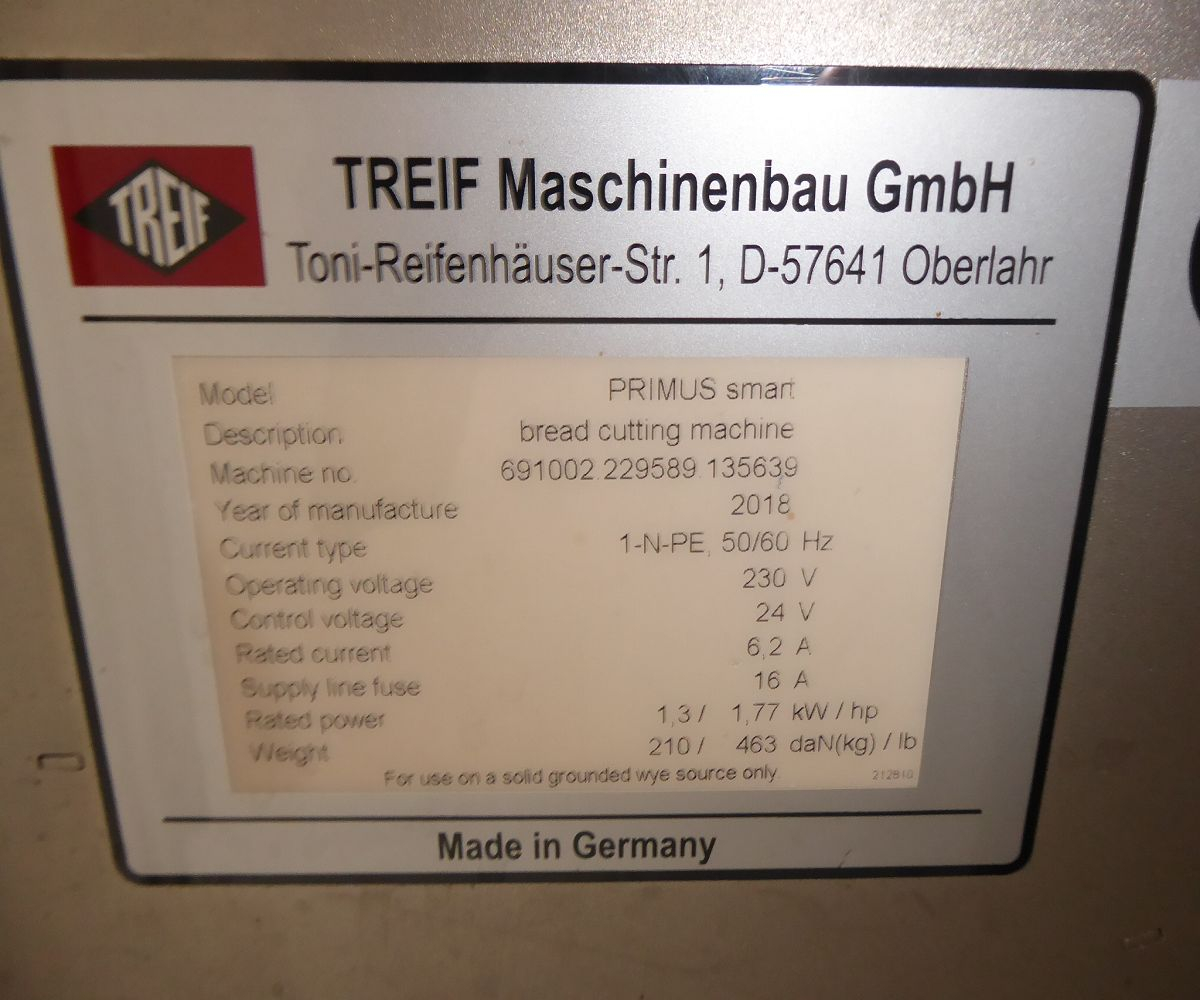 TREIF
TREIF Maschinenbau GmbH
Toni-Reifenhäuser-Str. 1, D-57641 Oberlahr
Model PRIMUS smart
Description bread cutting machine
Machine no. 691002.229589.135639
Year of manufacture 2018
Current type 1-N-PE, 50/60 Hz
Operating voltage 230 V
Control voltage 24 V
Rated current 6,2 A
Supply line fuse 16 A
Rated power 1,3 / 1,77 kW / hp
Weight 210 / 463 daN(kg) / lb
For use on a solid grounded wye source only. 212810
Made in Germany